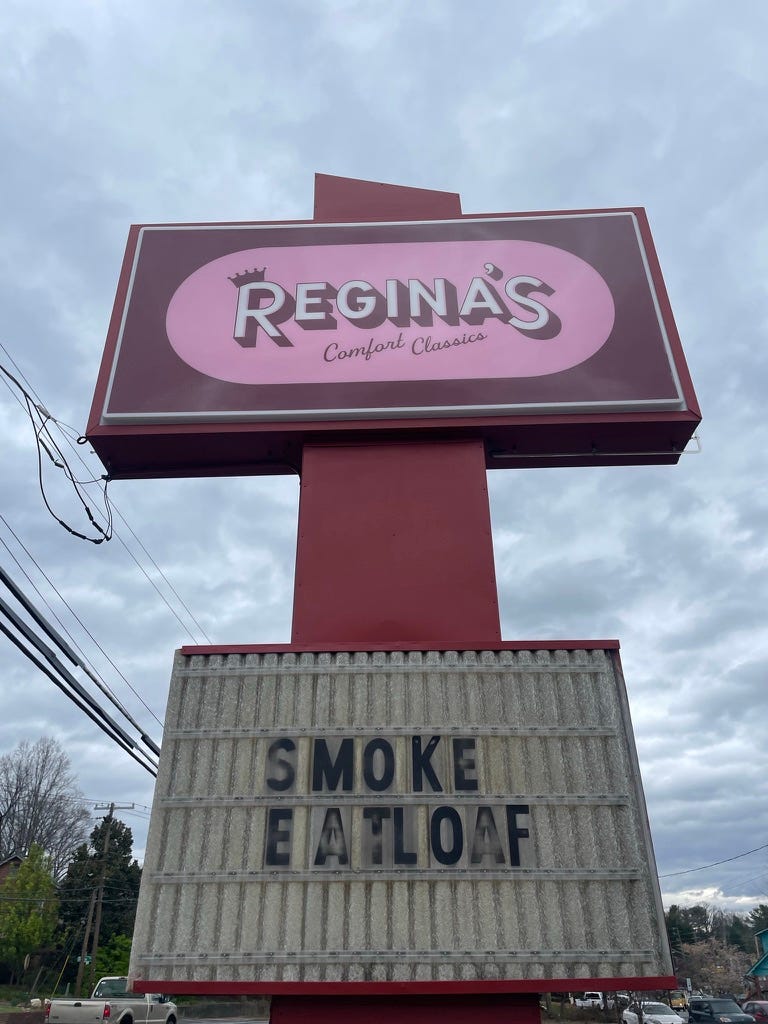 REGINA'S
Comfort Classics
SMOKE
EATLOAF